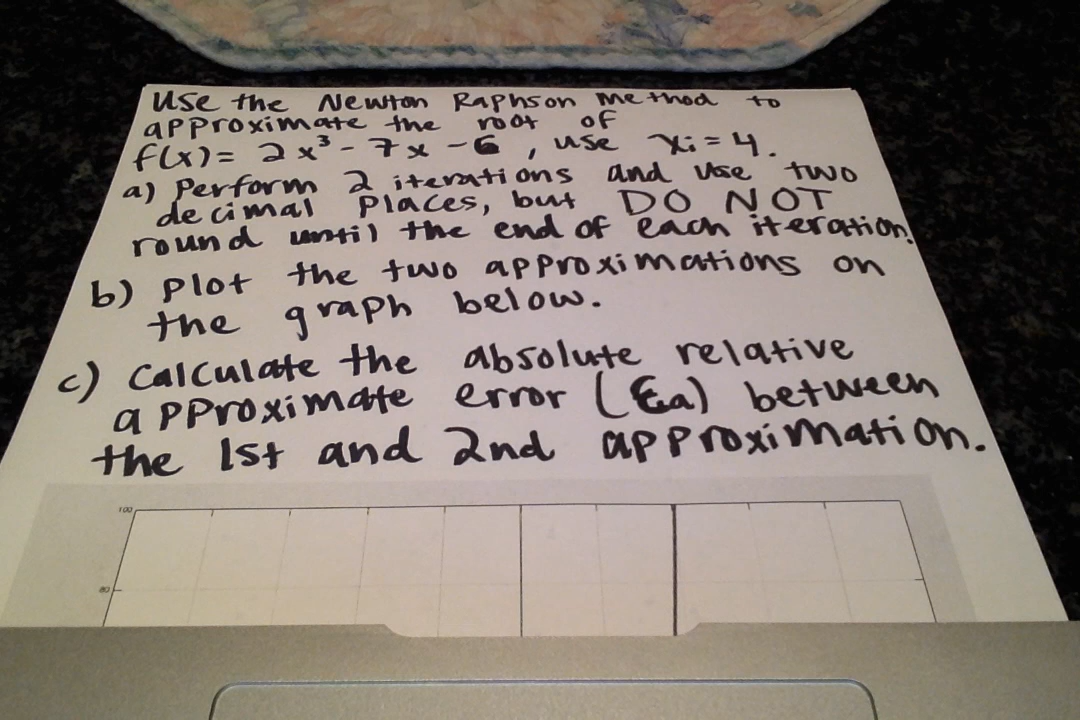 Use the Newton Raphson Method to
approximate the root of
f(x) = 2x³ - 7x - 6 , use xi = 4.
a) Perform 2 iterations and use two
decimal places, but DO NOT
round until the end of each iteration.
b) Plot the two approximations on
the graph below.
c) Calculate the absolute relative
approximate error (Ea) between
the 1st and 2nd approximation.
100
80